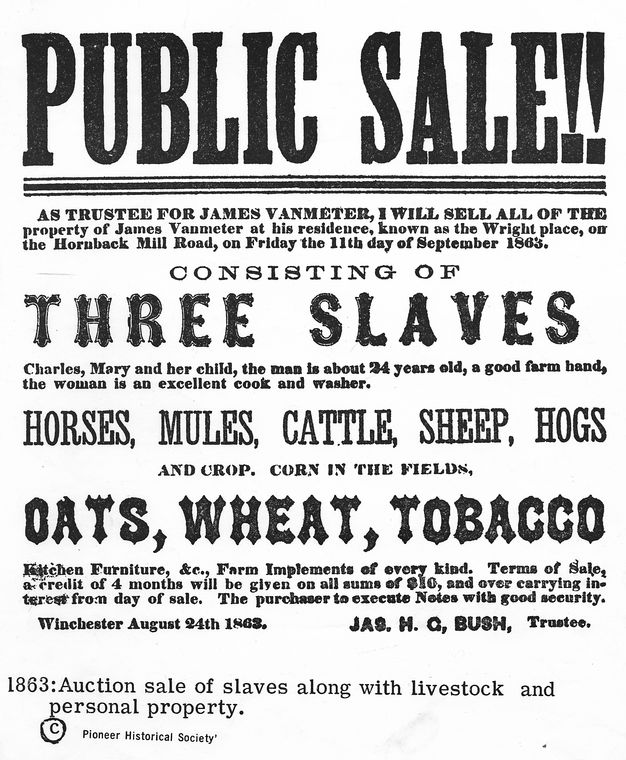 PUBLIC SALE!!
AS TRUSTEE FOR JAMES VANMETER, I WILL SELL ALL OF THE
property of James Vanmeter at his residence, known as the Wright place, on
the Hornback Mill Road, on Friday the 11th day of September 1863.
CONSISTING OF
THREE SLAVES
Charles, Mary and her child, the man is about 24 years old, a good farm hand,
the woman is an excellent cook and washer.
HORSES, MULES, CATTLE, SHEEP, HOGS
AND CROP. CORN IN THE FIELDS,
OATS, WHEAT, TOBACCO
Kitchen Furniture, &c., Farm Implements of every kind. Terms of Sale,
a credit of 4 months will be given on all sums of $10, and over carrying in-
terest from day of sale. The purchaser to execute Notes with good security.
Winchester August 24th 1863. JAS. H. G, BUSH, Trustee.
1863:Auction sale of slaves along with livestock and
personal property.
© Pioneer Historical Society'